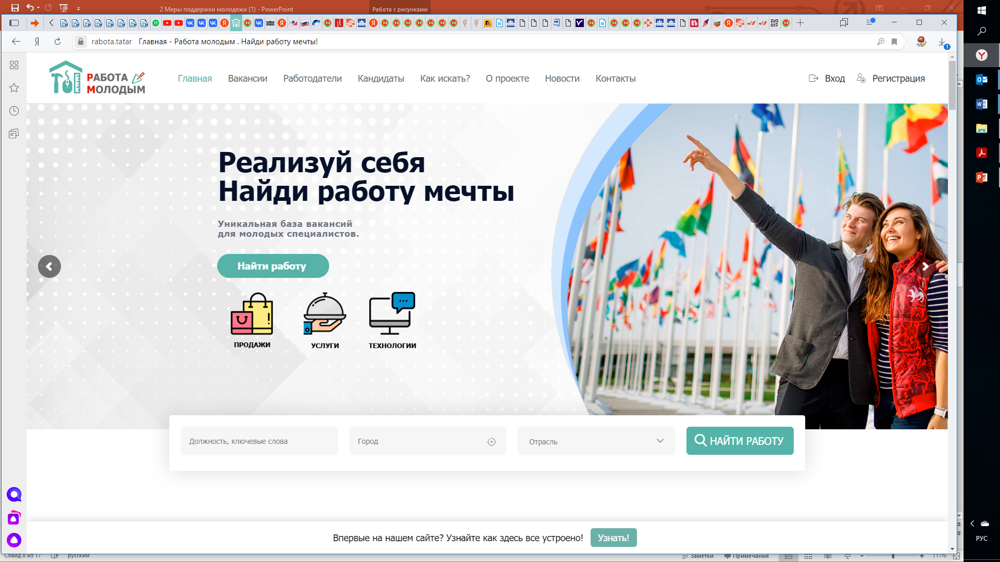 2 Меры поддержки молодежи (1) - PowerPoint
Работа с рисунками
rabota.tatar Главная - Работа молодым . Найди работу мечты!
1
РАБОТА
МОЛОДЫМ
Главная Вакансии Работодатели Кандидаты Как искать? О проекте Новости Контакты
Вход Регистрация
Реализуй себя
Найди работу мечты
Уникальная база вакансий
для молодых специалистов.
Найти работу
ПРОДАЖИ УСЛУГИ ТЕХНОЛОГИИ
Должность, ключевые слова Город Отрасль НАЙТИ РАБОТУ
Впервые на нашем сайте? Узнайте как здесь все устроено! Узнать!
РУС
Слайд 8 из 17 русский Заметки Примечания 117%